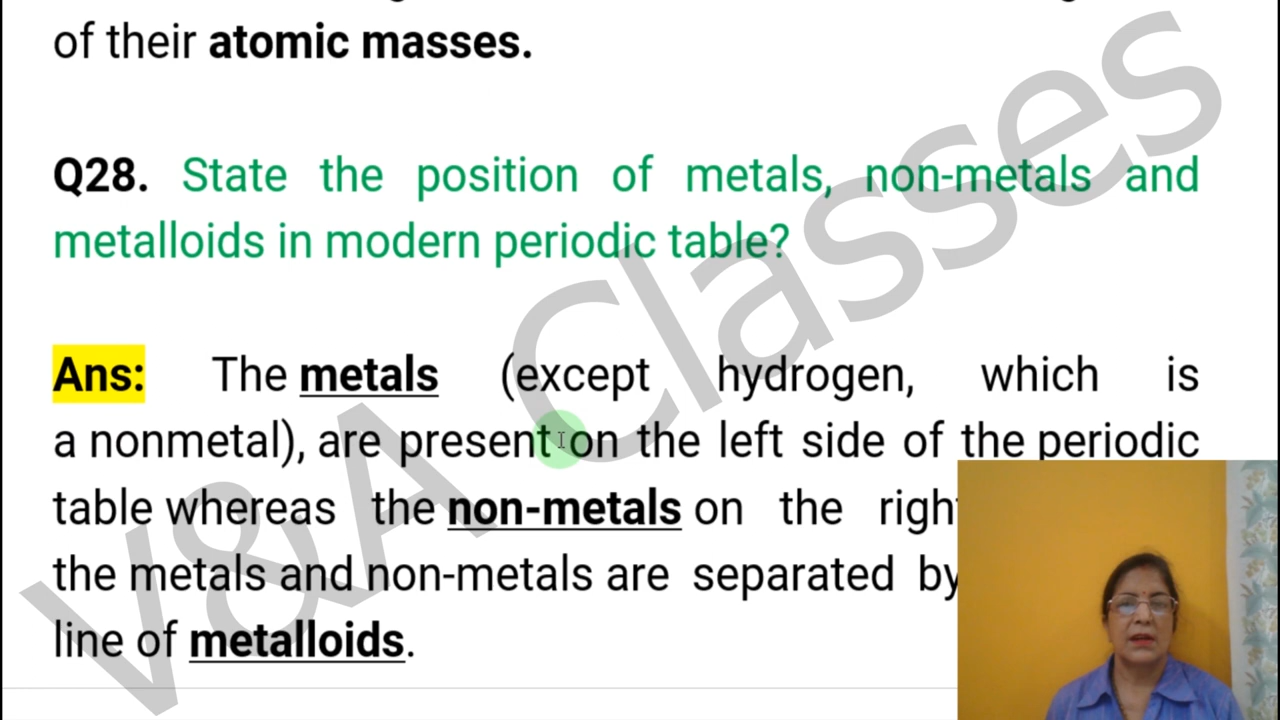 of their atomic masses.
Q28. State the position of metals, non-metals and
metalloids in modern periodic table?
Ans: The metals (except hydrogen, which is
a nonmetal), are present on the left side of the periodic
table whereas the non-metals on the
the metals and non-metals are separated by
line of metalloids.
V&A Classes